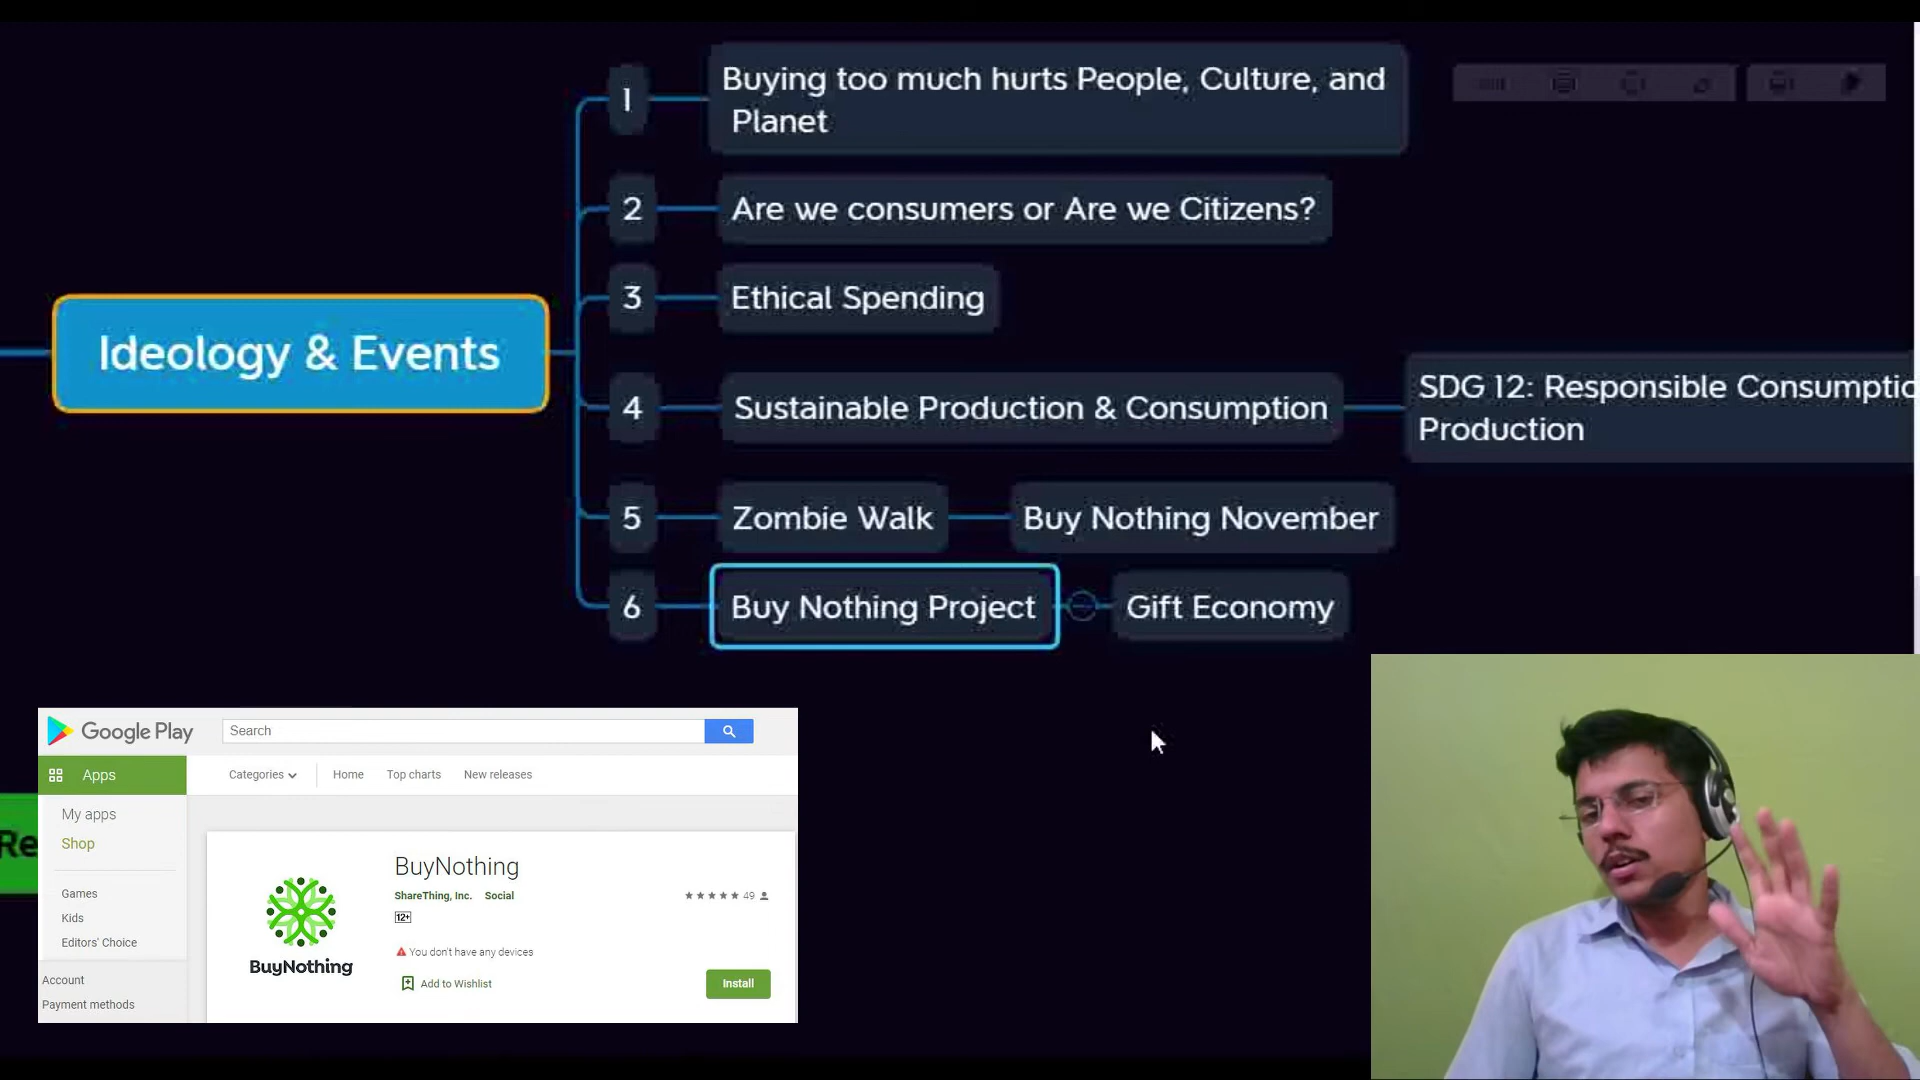 1
Buying too much hurts People, Culture, and
Planet
2
Are we consumers or Are we Citizens?
3
Ethical Spending
Ideology & Events
4
Sustainable Production & Consumption
SDG 12: Responsible Consumptio
Production
5
Zombie Walk
Buy Nothing November
6
Buy Nothing Project
Gift Economy
Re
Google Play
Search
Apps
Categories
Home
Top charts
New releases
My apps
Shop
Games
Kids
Editors' Choice
Account
Payment methods
BuyNothing
ShareThing, Inc.
Social
49
12+
You don't have any devices
Add to Wishlist
Install
BuyNothing